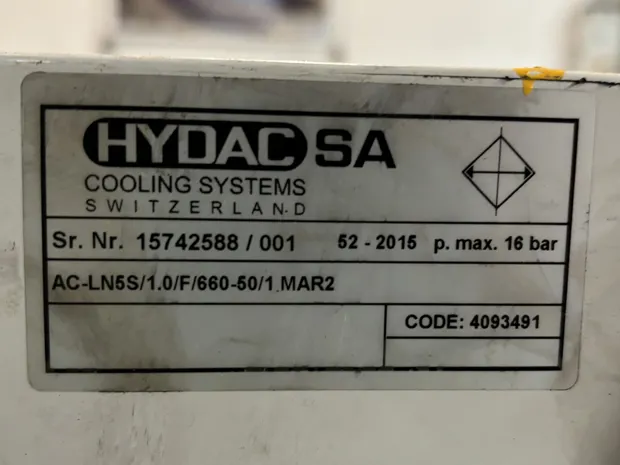 HYDAC SA
COOLING SYSTEMS
SWITZERLAND
Sr. Nr. 15742588 / 001 52 - 2015 p. max. 16 bar
AC-LN5S/1.0/F/660-50/1 MAR2
CODE: 4093491